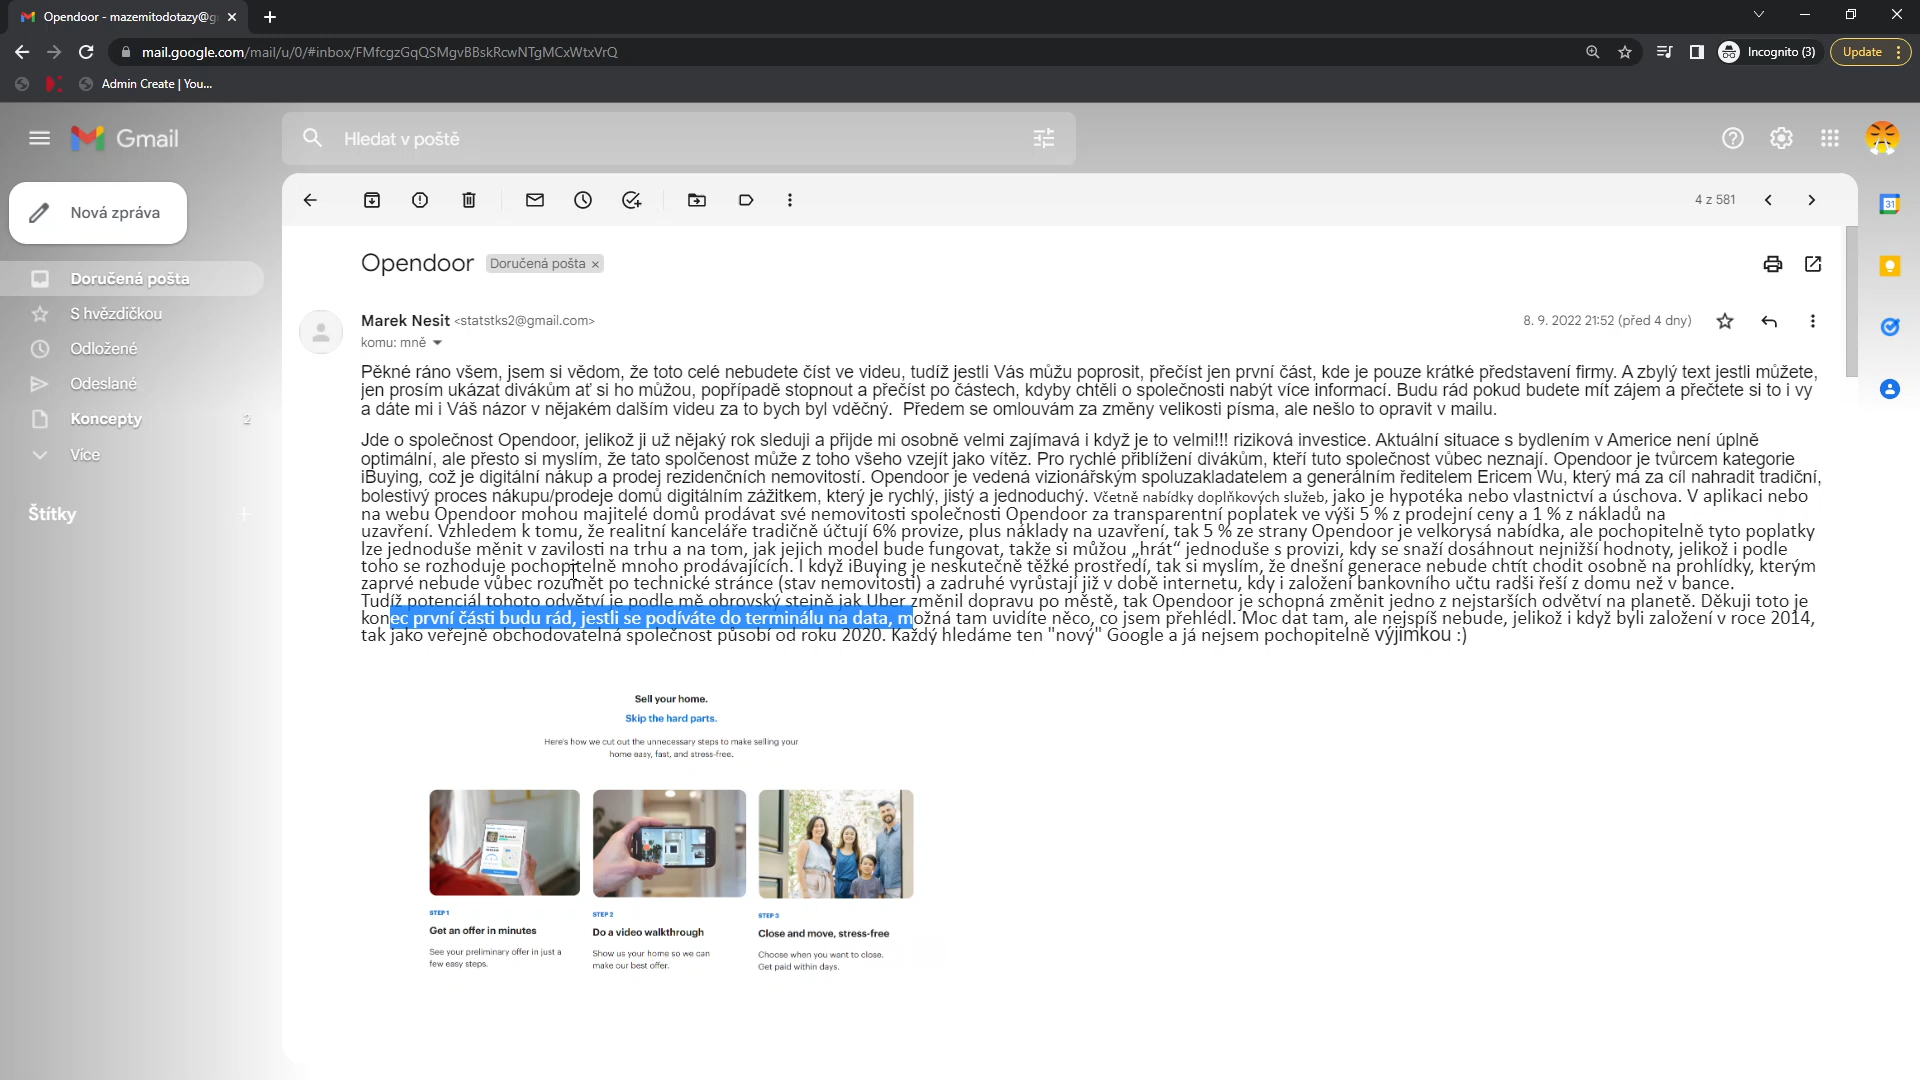 Opendoor - mazemitodotazy@g
mail.google.com/mail/u/0/#inbox/FMfcgzGqQSMgvBBskRcwNTgMCxWtxVrQ
Incognito (3)
Update
Admin Create | You...
Gmail
Hledat v poště
Nová zpráva
4 z 581
Opendoor
Doručená pošta ×
Doručená pošta
S hvězdičkou
Odložené
Odeslané
Koncepty 2
Více
Štítky
Marek Nesit <statstks2@gmail.com>
8. 9. 2022 21:52 (před 4 dny)
komu: mně
Pěkné ráno všem, jsem si vědom, že toto celé nebudete číst ve videu, tudíž jestli Vás můžu poprosit, přečíst jen první část, kde je pouze krátké představení firmy. A zbylý text jestli můžete,
jen prosím ukázat divákům ať si ho můžou, popřípadě stopnout a přečíst po částech, kdyby chtěli o společnosti nabýt více informací. Budu rád pokud budete mít zájem a přečtete si to i vy
a dáte mi i Váš názor v nějakém dalším videu za to bych byl vděčný. Předem se omlouvám za změny velikosti písma, ale nešlo to opravit v mailu.
Jde o společnost Opendoor, jelikož ji už nějaký rok sleduji a přijde mi osobně velmi zajímavá i když je to velmi!!! riziková investice. Aktuální situace s bydlením v Americe není úplně
optimální, ale přesto si myslím, že tato spolčenost může z toho všeho vzejít jako vítěz. Pro rychlé přiblížení divákům, kteří tuto společnost vůbec neznají. Opendoor je tvůrcem kategorie
iBuying, což je digitální nákup a prodej rezidenčních nemovitostí. Opendoor je vedená vizionářským spoluzakladatelem a generálním ředitelem Ericem Wu, který má za cíl nahradit tradiční,
bolestivý proces nákupu/prodeje domů digitálním zážitkem, který je rychlý, jistý a jednoduchý. Včetně nabídky doplňkových služeb, jako je hypotéka nebo vlastnictví a úschova. V aplikaci nebo
na webu Opendoor mohou majitelé domů prodávat své nemovitosti společnosti Opendoor za transparentní poplatek ve výši 5 % z prodejní ceny a 1 % z nákladů na
uzavření. Vzhledem k tomu, že realitní kanceláře tradičně účtují 6% provize, plus náklady na uzavření, tak 5 % ze strany Opendoor je velkorysá nabídka, ale pochopitelně tyto poplatky
lze jednoduše měnit v zavilosti na trhu a na tom, jak jejich model bude fungovat, takže si můžou „hrát“ jednoduše s provizi, kdy se snaží dosáhnout nejnižší hodnoty, jelikož i podle
toho se rozhoduje pochopitelně mnoho prodávajících. I když iBuying je neskutečně těžké prostředí, tak si myslím, že dnešní generace nebude chtít chodit osobně na prohlídky, kterým
zaprvé nebude vůbec rozumět po technické stránce (stav nemovitosti) a zadruhé vyrůstají již v době internetu, kdy i založení bankovního učtu radši řeší z domu než v bance.
Tudíž potenciál tohoto odvětví je podle mě obrovský stejně jak Uber změnil dopravu po městě, tak Opendoor je schopná změnit jedno z nejstarších odvětví na planetě. Děkuji toto je
konec první části budu rád, jestli se podíváte do terminálu na data, možná tam uvidíte něco, co jsem přehlédl. Moc dat tam, ale nejspíš nebude, jelikož i když byli založení v roce 2014,
tak jako veřejně obchodovatelná společnost působí od roku 2020. Každý hledáme ten "nový" Google a já nejsem pochopitelně výjimkou :)
Sell your home.
Skip the hard parts.
Here's how we cut out the unnecessary steps to make selling your
home easy, fast, and stress-free.
STEP 1
Get an offer in minutes
See your preliminary offer in just a
few easy steps.
STEP 2
Do a video walkthrough
Show us your home so we can
make our best offer.
STEP 3
Close and move, stress-free
Choose when you want to close.
Get paid within days.